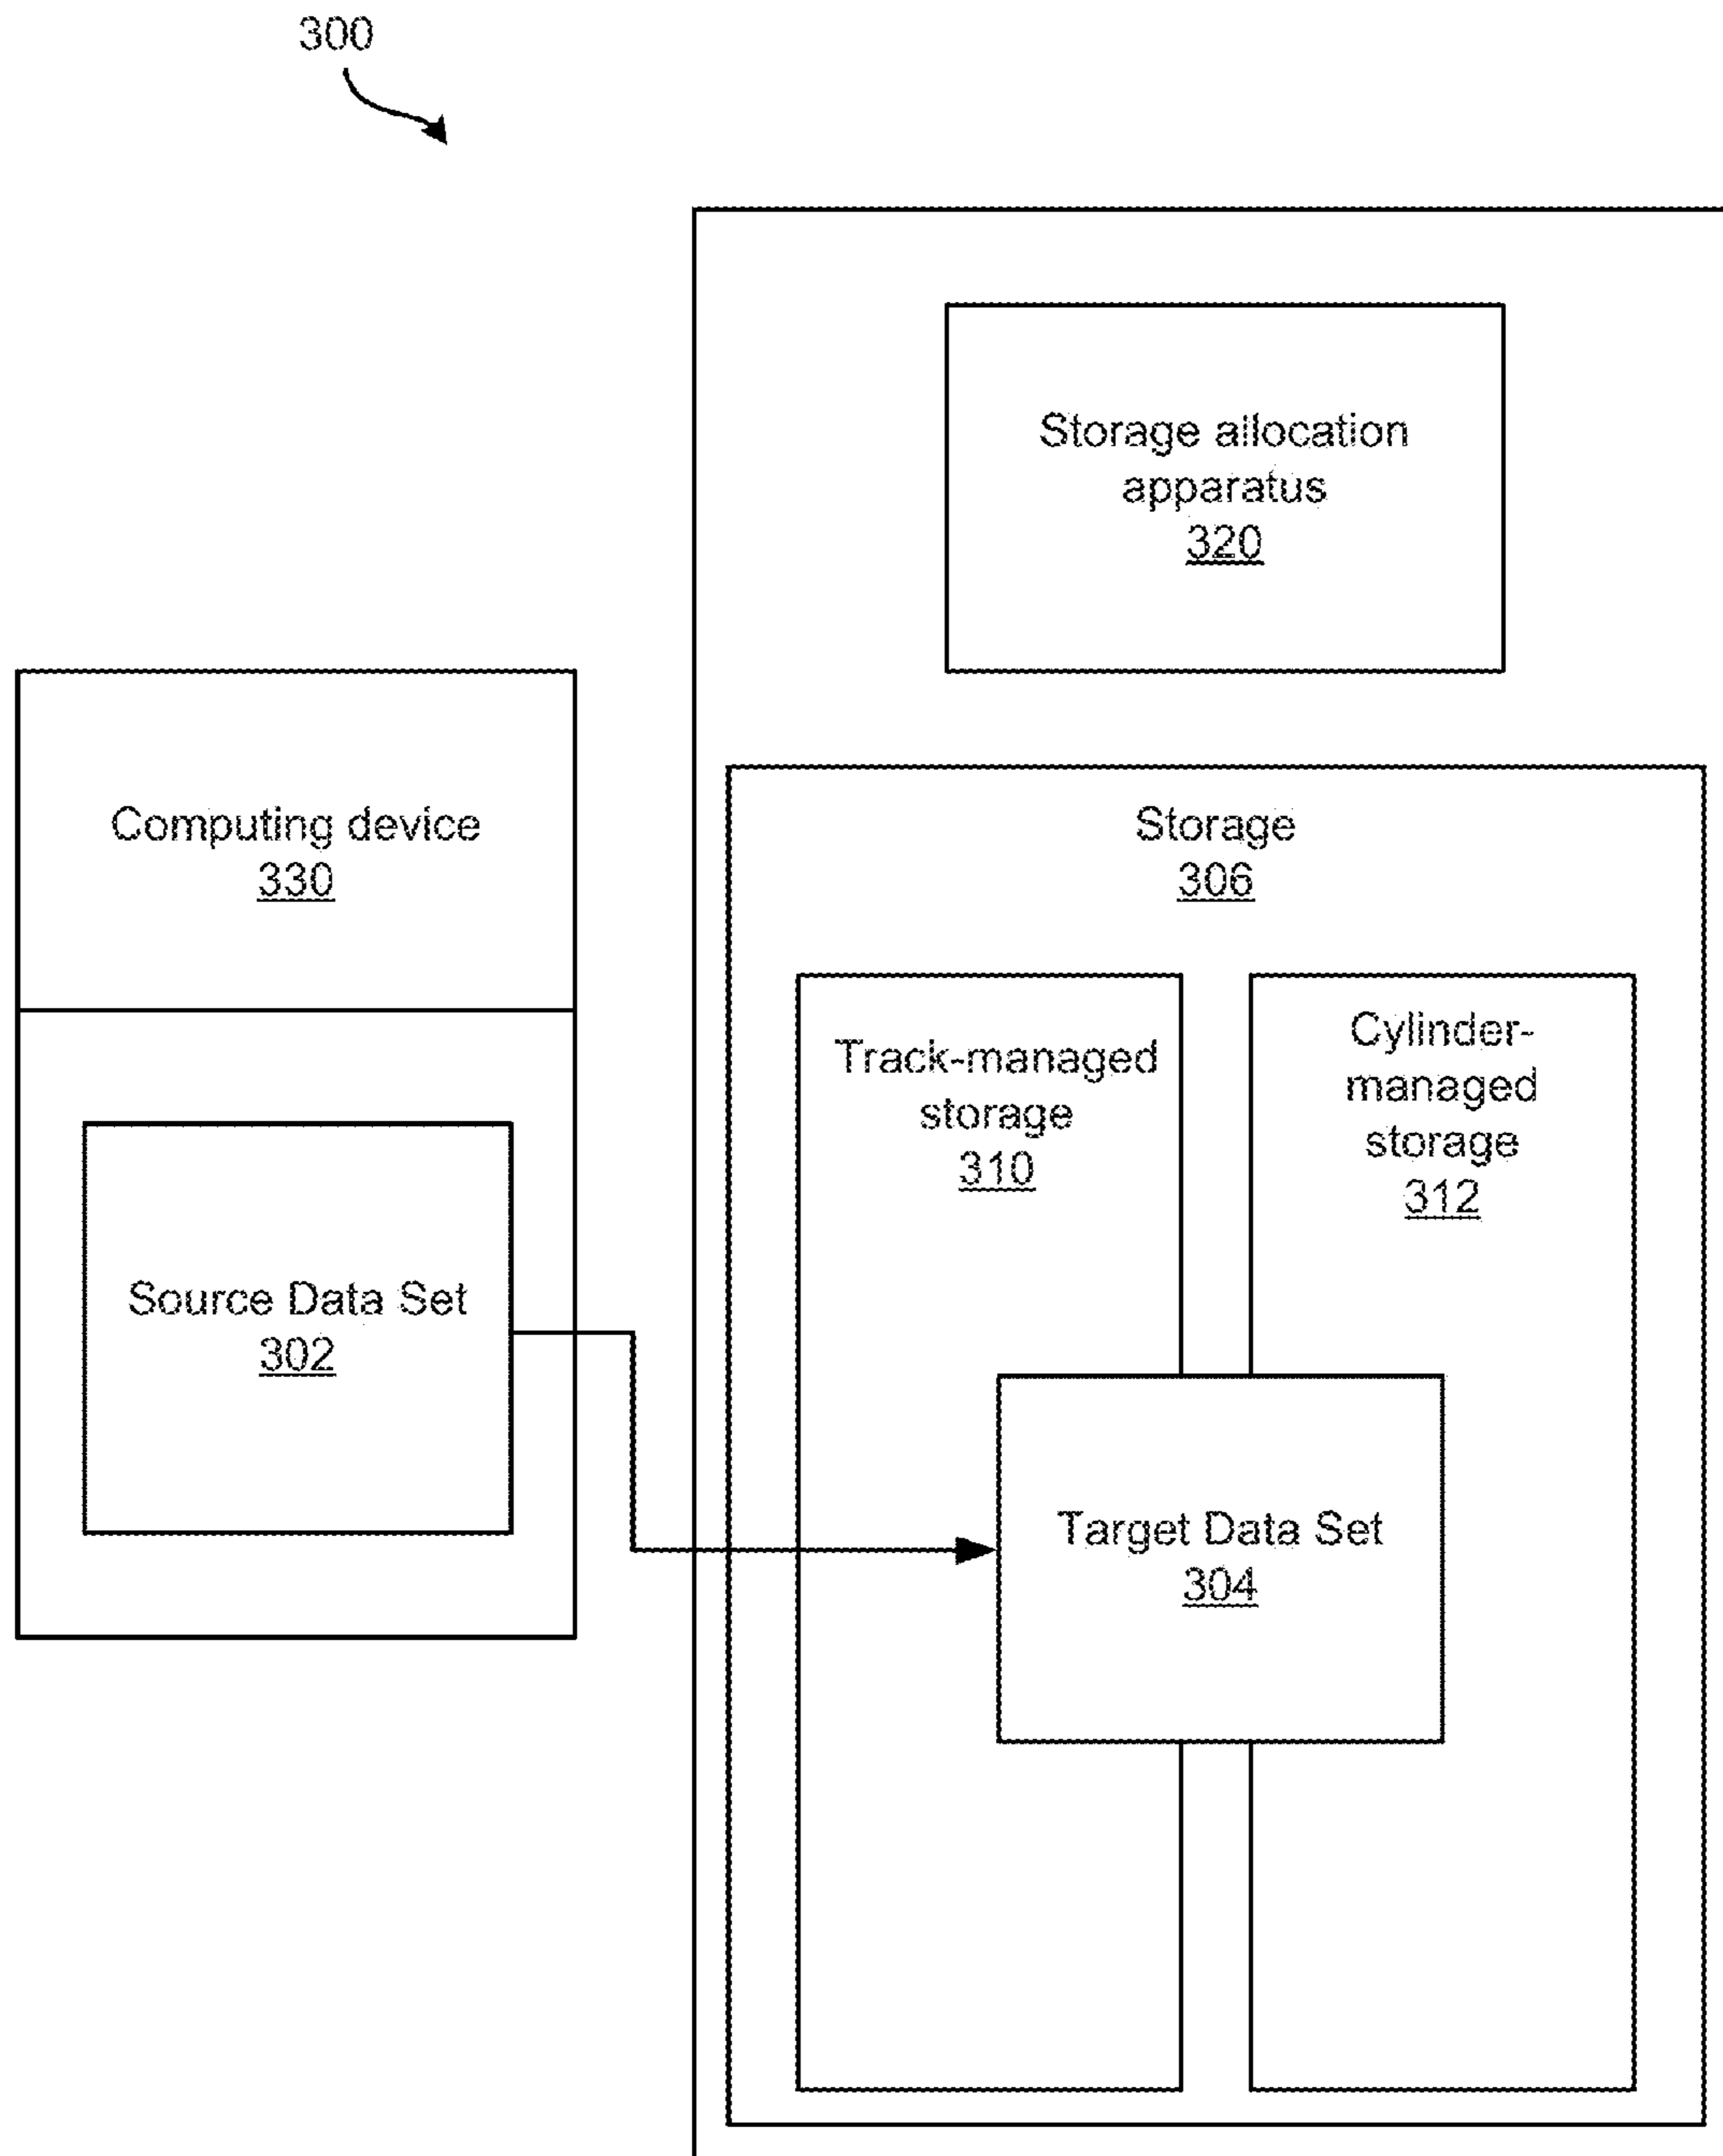 300
Storage allocation
apparatus
320
Computing device
330
Storage
306
Track-managed
storage
310
Cylinder-
managed
storage
312
Source Data Set
302
Target Data Set
304